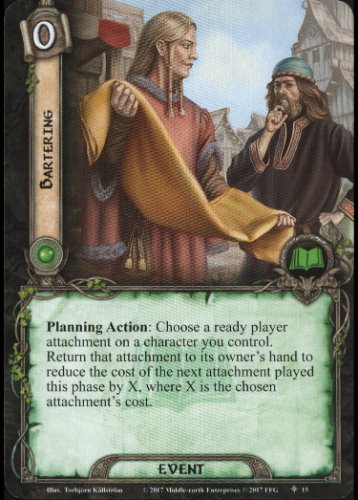 0
BARTERING
Planning Action: Choose a ready player
attachment on a character you control.
Return that attachment to its owner's hand to
reduce the cost of the next attachment played
this phase by X, where X is the chosen
attachment's cost.
EVENT
Illus. Torbjörn Källström © 2017 Middle-earth Enterprises © 2017 FFG 15